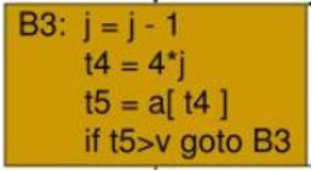 B3: j = j - 1
t4 = 4*j
t5 = a[ t4 ]
if t5>v goto B3